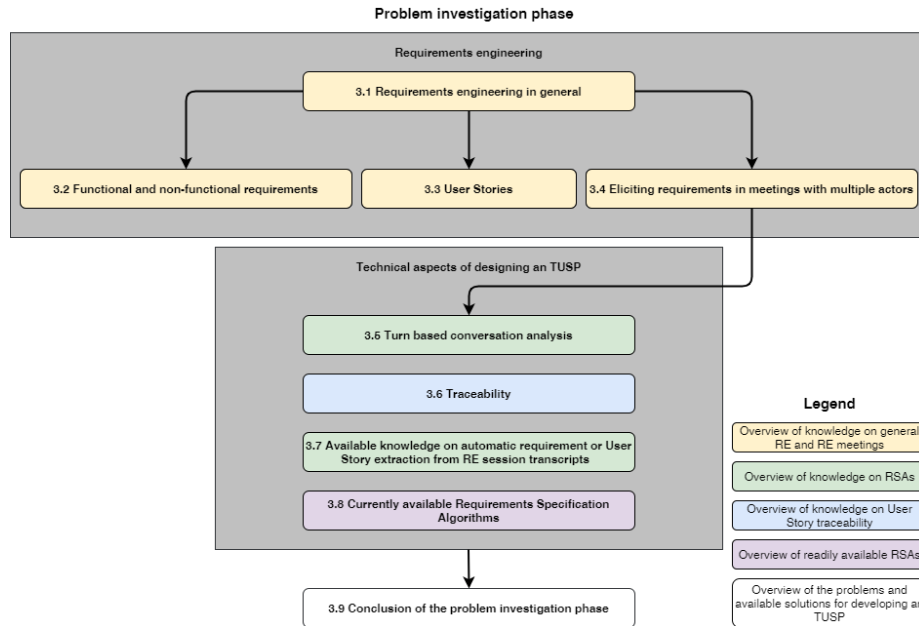 Problem investigation phase
Requirements engineering
3.1 Requirements engineering in general
3.2 Functional and non-functional requirements
3.3 User Stories
3.4 Eliciting requirements in meetings with multiple actors
Technical aspects of designing an TUSP
3.5 Turn based conversation analysis
3.6 Traceability
3.7 Available knowledge on automatic requirement or User
Story extraction from RE session transcripts
3.8 Currently available Requirements Specification
Algorithms
3.9 Conclusion of the problem investigation phase
Legend
Overview of knowledge on general
RE and RE meetings
Overview of knowledge on RSAs
Overview of knowledge on User
Story traceability
Overview of readily available RSAs
Overview of the problems and
available solutions for developing an
TUSP